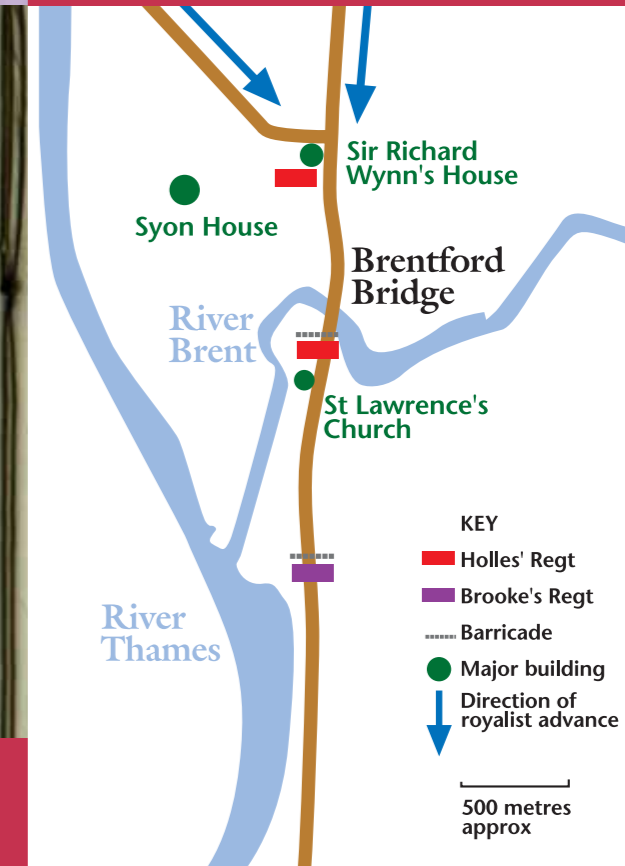 Sir Richard
Wynn's House
Syon House
Brentford
Bridge
River
Brent
St Lawrence's
Church
River
Thames
KEY
Holles' Regt
Brooke's Regt
Barricade
Major building
Direction of
royalist advance
500 metres
approx